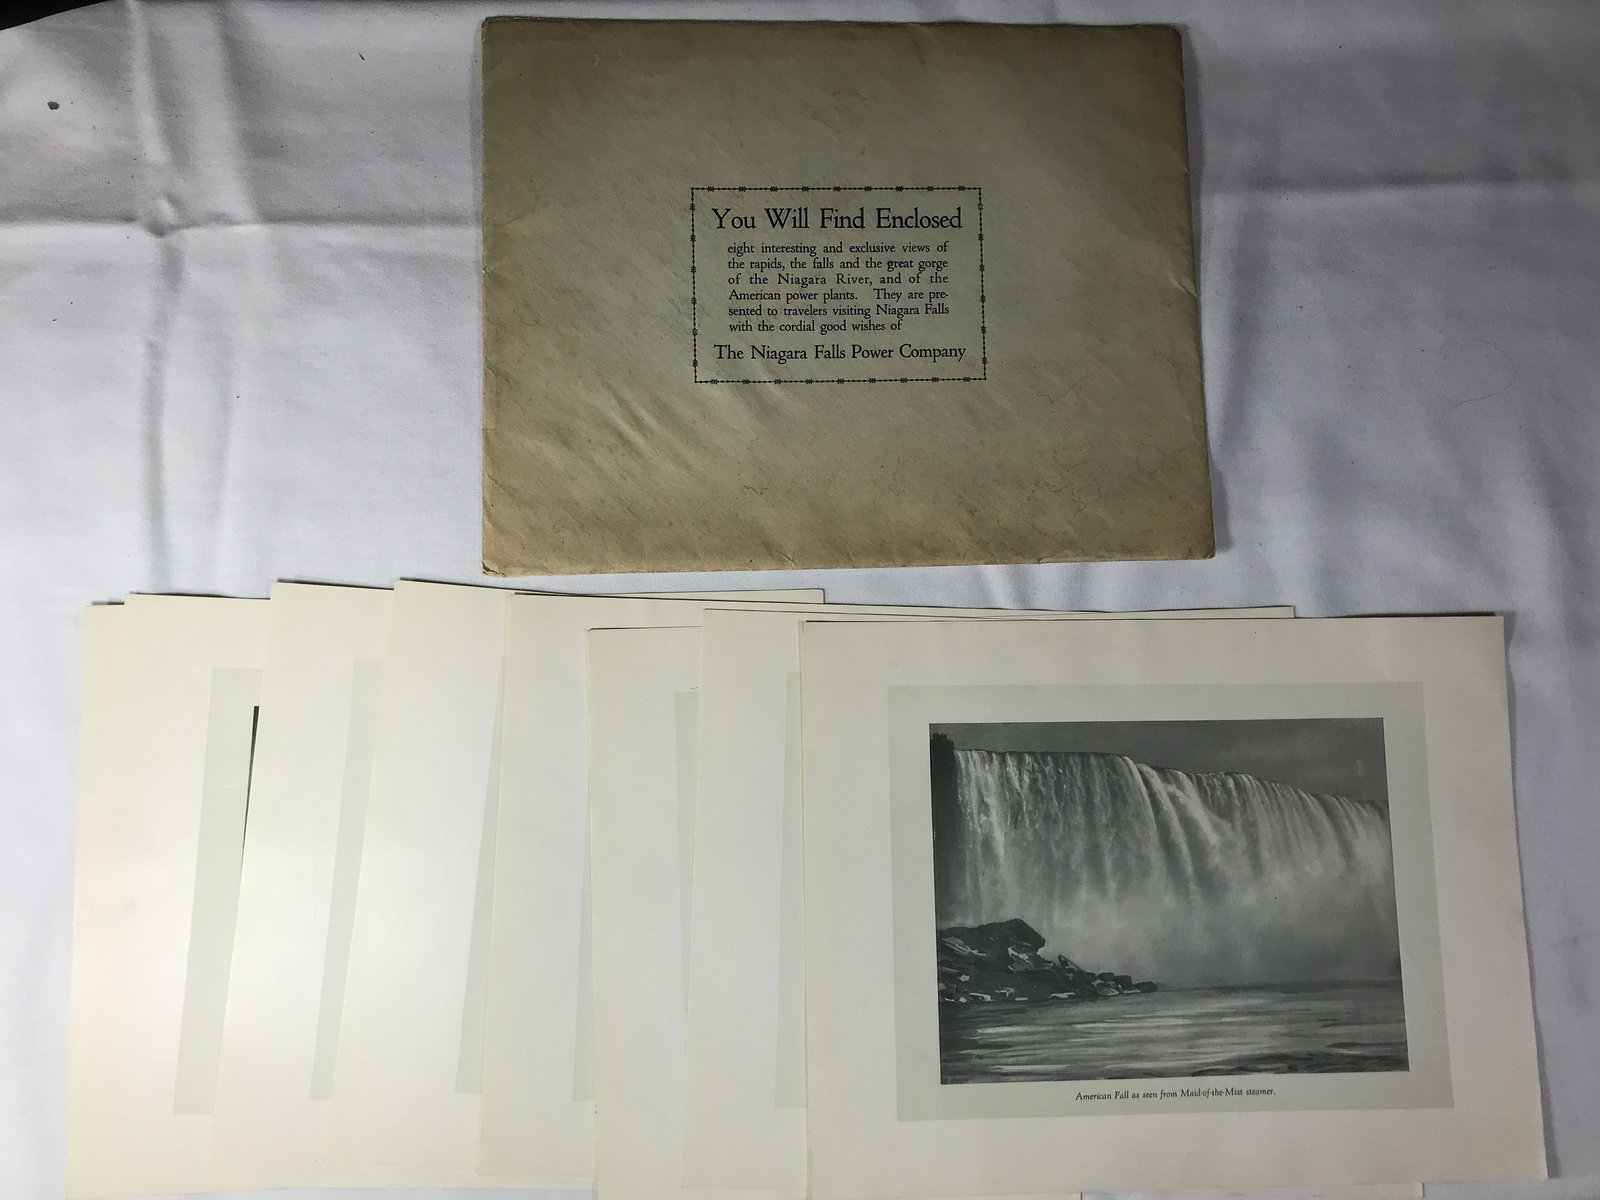 You Will Find Enclosed
eight interesting and exclusive views of
the rapids, the falls and the great gorge
of the Niagara River, and of the
American power plants. They are pre-
sented to travelers visiting Niagara Falls
with the cordial good wishes of
The Niagara Falls Power Company
American Fall as seen from Maid-of-the-Mist steamer.